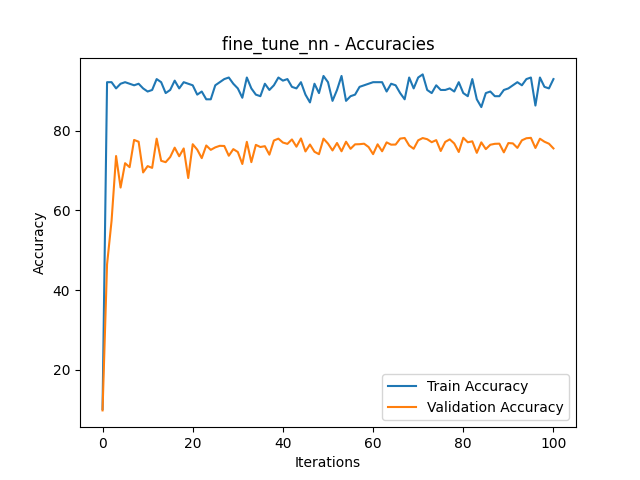 fine_tune_nn - Accuracies
Accuracy
80
60
40
20
0
20
40
60
80
100
Iterations
Train Accuracy
Validation Accuracy